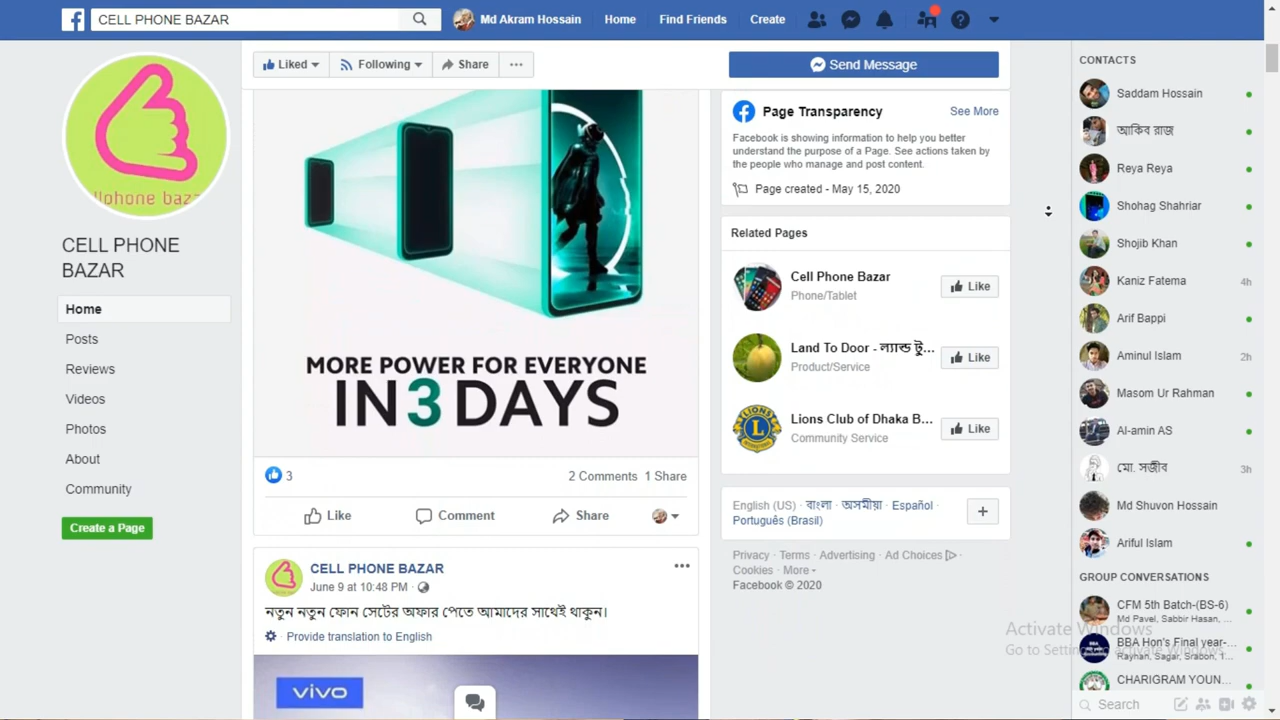 CELL PHONE BAZAR
Md Akram Hossain
Home
Find Friends
Create
Liked
Following
Share
Send Message
llohone baza
CELL PHONE
BAZAR
Home
Posts
Reviews
Videos
Photos
About
Community
Create a Page
MORE POWER FOR EVERYONE
IN 3 DAYS
3
2 Comments 1 Share
Like
Comment
Share
CELL PHONE BAZAR
June 9 at 10:48 PM
নতুন নতুন ফোন সেটের অফার পেতে আমাদের সাথেই থাকুন।
Provide translation to English
vivo
Page Transparency
See More
Facebook is showing information to help you better
understand the purpose of a Page. See actions taken by
the people who manage and post content.
Page created - May 15, 2020
Related Pages
Cell Phone Bazar
Phone/Tablet
Like
Land To Door - ল্যান্ড টু...
Product/Service
Like
LIONS
Lions Club of Dhaka B...
Community Service
Like
English (US) · বাংলা · অসমীয়া · Español ·
Português (Brasil)
Privacy · Terms · Advertising · Ad Choices ·
Cookies · More
Facebook © 2020
CONTACTS
Saddam Hossain
আকিব রাজ
Reya Reya
Shohag Shahriar
Shojib Khan
Kaniz Fatema 4h
Arif Bappi
Aminul Islam 2h
Masom Ur Rahman
Al-amin AS
মো. সজীব 3h
Md Shuvon Hossain
Ariful Islam
GROUP CONVERSATIONS
CFM 5th Batch-(BS-6)
Md Pavel, Sabbir Hasan, ...
BBA Hon's Final year-...
Rayhan, Sagar, Srabon, 1...
CHARIGRAM YOUN...
Search
Activate Windows